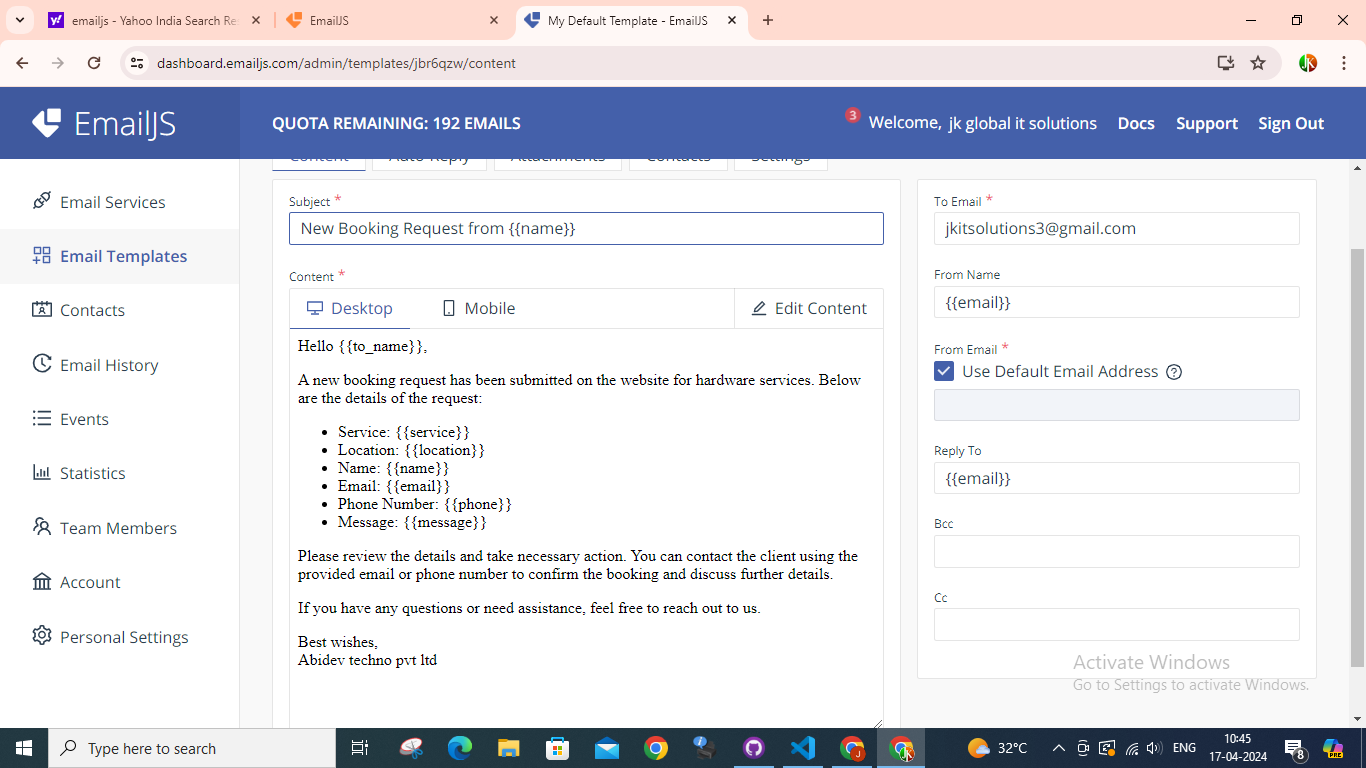 emailjs - Yahoo India Search Re
EmailJS
My Default Template - EmailJS
dashboard.emailjs.com/admin/templates/jbr6qzw/content
EmailJS
QUOTA REMAINING: 192 EMAILS
3
Welcome, jk global it solutions
Docs
Support
Sign Out
Content
Auto-Reply
Attachments
Contacts
Settings
Email Services
Email Templates
Contacts
Email History
Events
Statistics
Team Members
Account
Personal Settings
Subject *
New Booking Request from {{name}}
Content *
Desktop
Mobile
Edit Content
Hello {{to_name}},
A new booking request has been submitted on the website for hardware services. Below
are the details of the request:
• Service: {{service}}
• Location: {{location}}
• Name: {{name}}
• Email: {{email}}
• Phone Number: {{phone}}
• Message: {{message}}
Please review the details and take necessary action. You can contact the client using the
provided email or phone number to confirm the booking and discuss further details.
If you have any questions or need assistance, feel free to reach out to us.
Best wishes,
Abidev techno pvt ltd
To Email *
jkitsolutions3@gmail.com
From Name
{{email}}
From Email *
Use Default Email Address
Reply To
{{email}}
Bcc
Cc
Activate Windows
Go to Settings to activate Windows.
Type here to search
32°C
ENG
10:45
17-04-2024
8
PRE